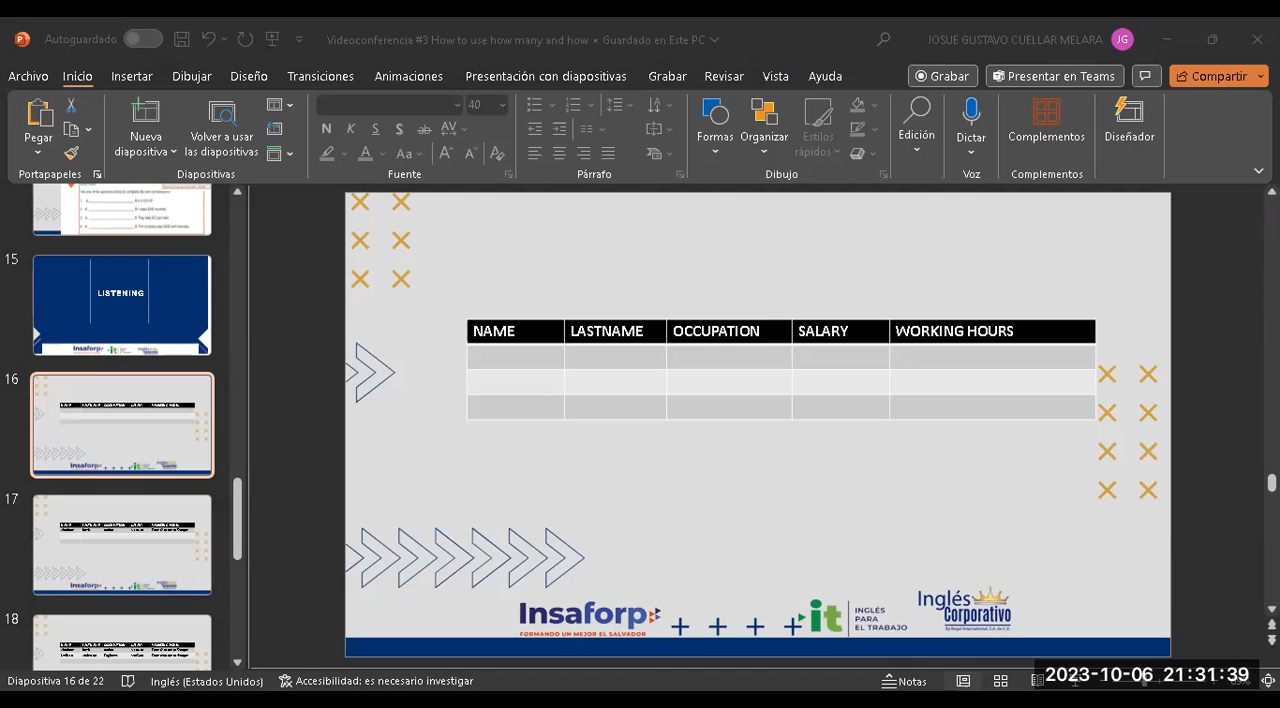 Autoguardado
Videoconferencia #3 How to use how many and how • Guardado en Este PC
JOSUE GUSTAVO CUELLAR MELARA
JG
Archivo Inicio Insertar Dibujar Diseño Transiciones Animaciones Presentación con diapositivas Grabar Revisar Vista Ayuda
Grabar Presentar en Teams Compartir
40
Pegar Nueva diapositiva Volver a usar las diapositivas
Formas Organizar Estilos rápidos Edición Dictar Complementos Diseñador
Portapapeles Diapositivas Fuente Párrafo Dibujo Voz Complementos
15
LISTENING
16
17
18
NAME LASTNAME OCCUPATION SALARY WORKING HOURS
Insaforp
FORMANDO UN MEJOR EL SALVADOR
it
INGLÉS
PARA
EL TRABAJO
Inglés
Corporativo
Diapositiva 16 de 22 Inglés (Estados Unidos) Accesibilidad: es necesario investigar Notas
2023-10-06 21:31:39